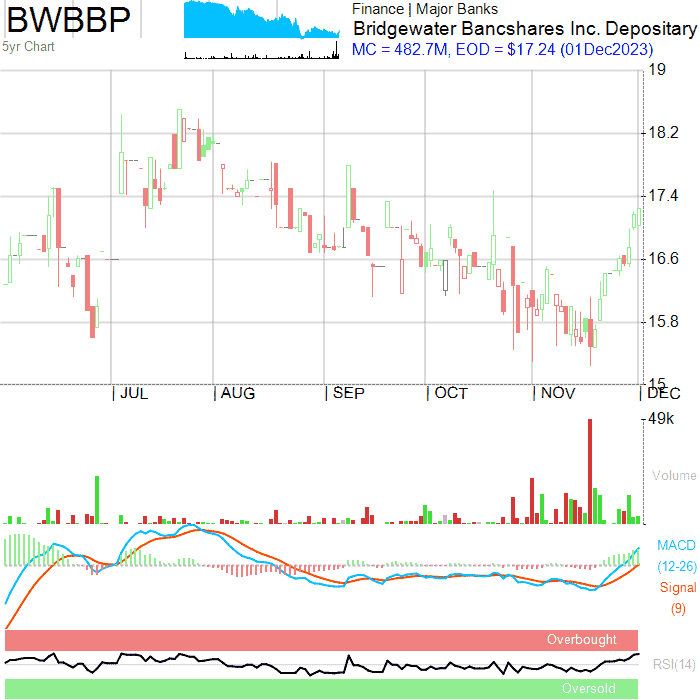 BWBBP
5yr Chart
Finance | Major Banks
Bridgewater Bancshares Inc. Depositary
MC = 482.7M, EOD = $17.24 (01Dec2023)
19
18.2
17.4
16.6
15.8
15
JUL AUG SEP OCT NOV DEC
49k
Volume
MACD
(12-26)
Signal
(9)
Overbought
RSI(14)
Oversold